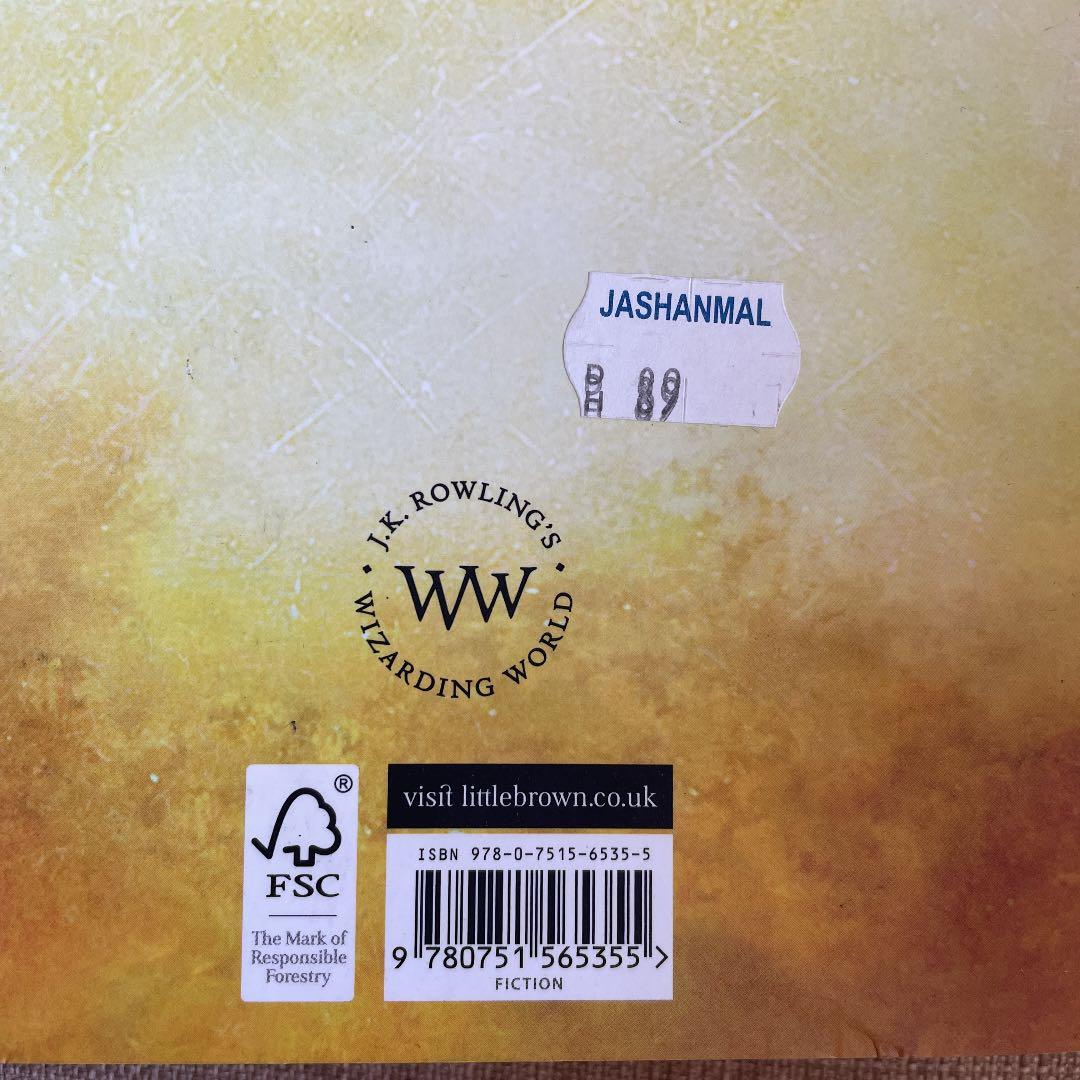 JASHANMAL
89
J.K. ROWLING'S
WW
WIZARDING WORLD
®
FSC
The Mark of
Responsible
Forestry
visit littlebrown.co.uk
ISBN 978-0-7515-6535-5
9 780751 565355 >
FICTION